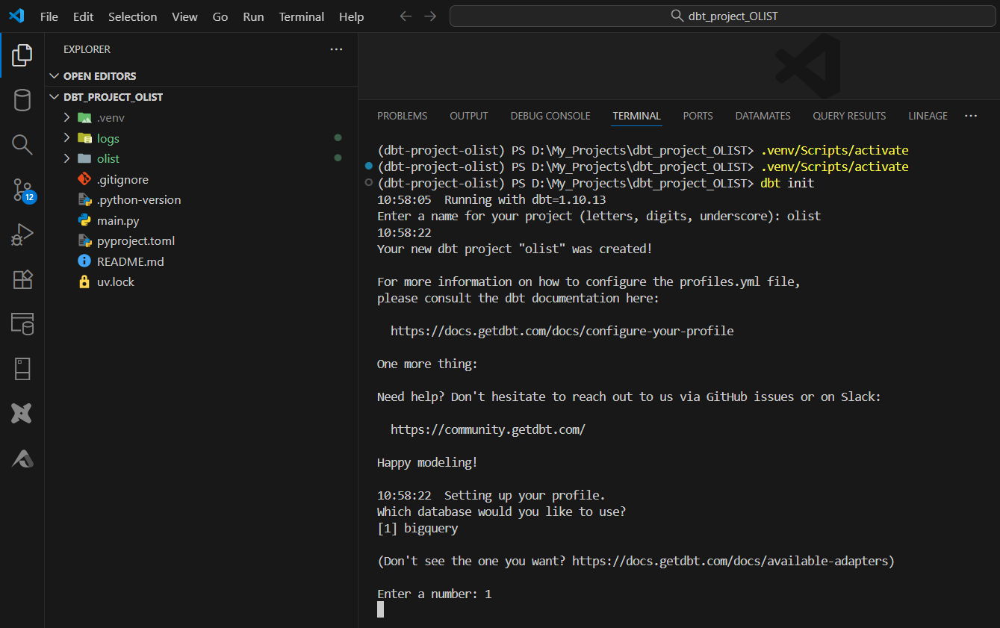 File Edit Selection View Go Run Terminal Help
dbt_project_OLIST
EXPLORER
OPEN EDITORS
DBT_PROJECT_OLIST
.venv
logs
olist
.gitignore
.python-version
main.py
pyproject.toml
README.md
uv.lock
12
PROBLEMS OUTPUT DEBUG CONSOLE TERMINAL PORTS DATAMATES QUERY RESULTS LINEAGE
(dbt-project-olist) PS D:\My_Projects\dbt_project_OLIST> .venv/Scripts/activate
(dbt-project-olist) PS D:\My_Projects\dbt_project_OLIST> .venv/Scripts/activate
(dbt-project-olist) PS D:\My_Projects\dbt_project_OLIST> dbt init
10:58:05  Running with dbt=1.10.13
Enter a name for your project (letters, digits, underscore): olist
10:58:22
Your new dbt project "olist" was created!
For more information on how to configure the profiles.yml file,
please consult the dbt documentation here:
https://docs.getdbt.com/docs/configure-your-profile
One more thing:
Need help? Don't hesitate to reach out to us via GitHub issues or on Slack:
https://community.getdbt.com/
Happy modeling!
10:58:22  Setting up your profile.
Which database would you like to use?
[1] bigquery
(Don't see the one you want? https://docs.getdbt.com/docs/available-adapters)
Enter a number: 1